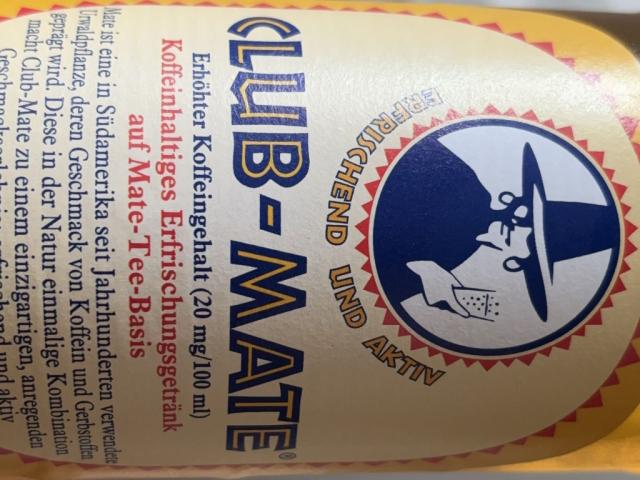 ERFRISCHEND UND AKTIV
CLUB-MATE®
Erhöhter Koffeingehalt (20 mg/100 ml)
Koffeinhaltiges Erfrischungsgetränk
auf Mate-Tee-Basis
Mate ist eine in Südamerika seit Jahrhunderten verwendete
Urwaldpflanze, deren Geschmack von Koffein und Gerbstoffen
geprägt wird. Diese in der Natur einmalige Kombination
macht Club-Mate zu einem einzigartigen, anregenden
und aktiv